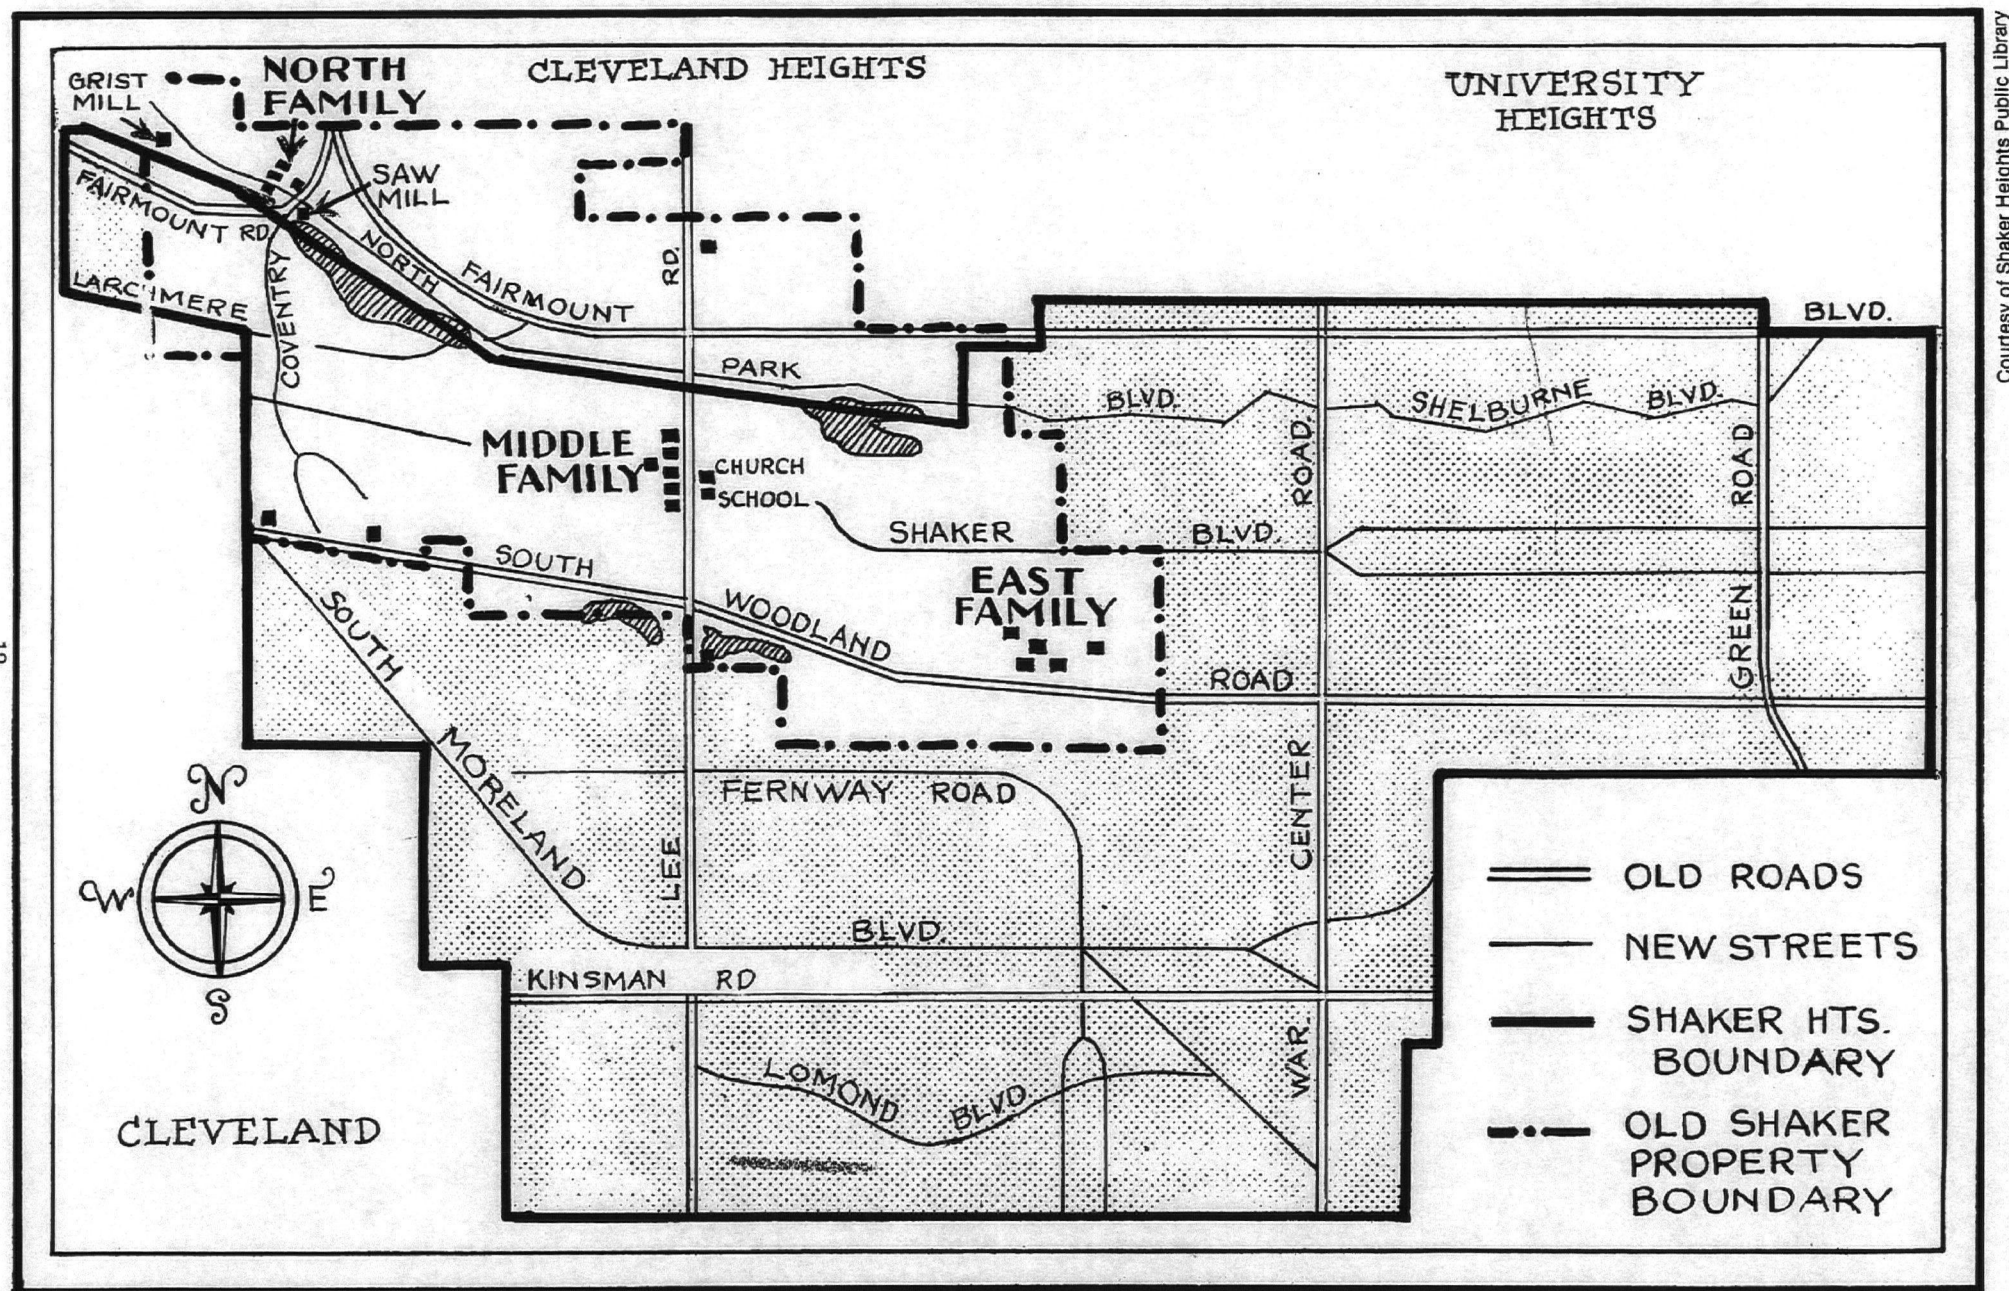 Courtesy of Shaker Heights Public Library
GRIST
MILL
NORTH
FAMILY
CLEVELAND HEIGHTS
UNIVERSITY
HEIGHTS
SAW
MILL
FAIRMOUNT RD.
NORTH
FAIRMOUNT
RD.
LARCHMERE
COVENTRY
BLVD.
PARK
BLVD.
SHELBURNE BLVD.
MIDDLE
FAMILY
CHURCH
SCHOOL
ROAD
ROAD
SHAKER
BLVD.
SOUTH
WOODLAND
EAST
FAMILY
ROAD
GREEN
SOUTH
MORELAND
FERNWAY ROAD
CENTER
LEE
BLVD.
KINSMAN RD
WAR.
LOMOND BLVD
N
W
E
S
CLEVELAND
OLD ROADS
NEW STREETS
SHAKER HTS.
BOUNDARY
OLD SHAKER
PROPERTY
BOUNDARY